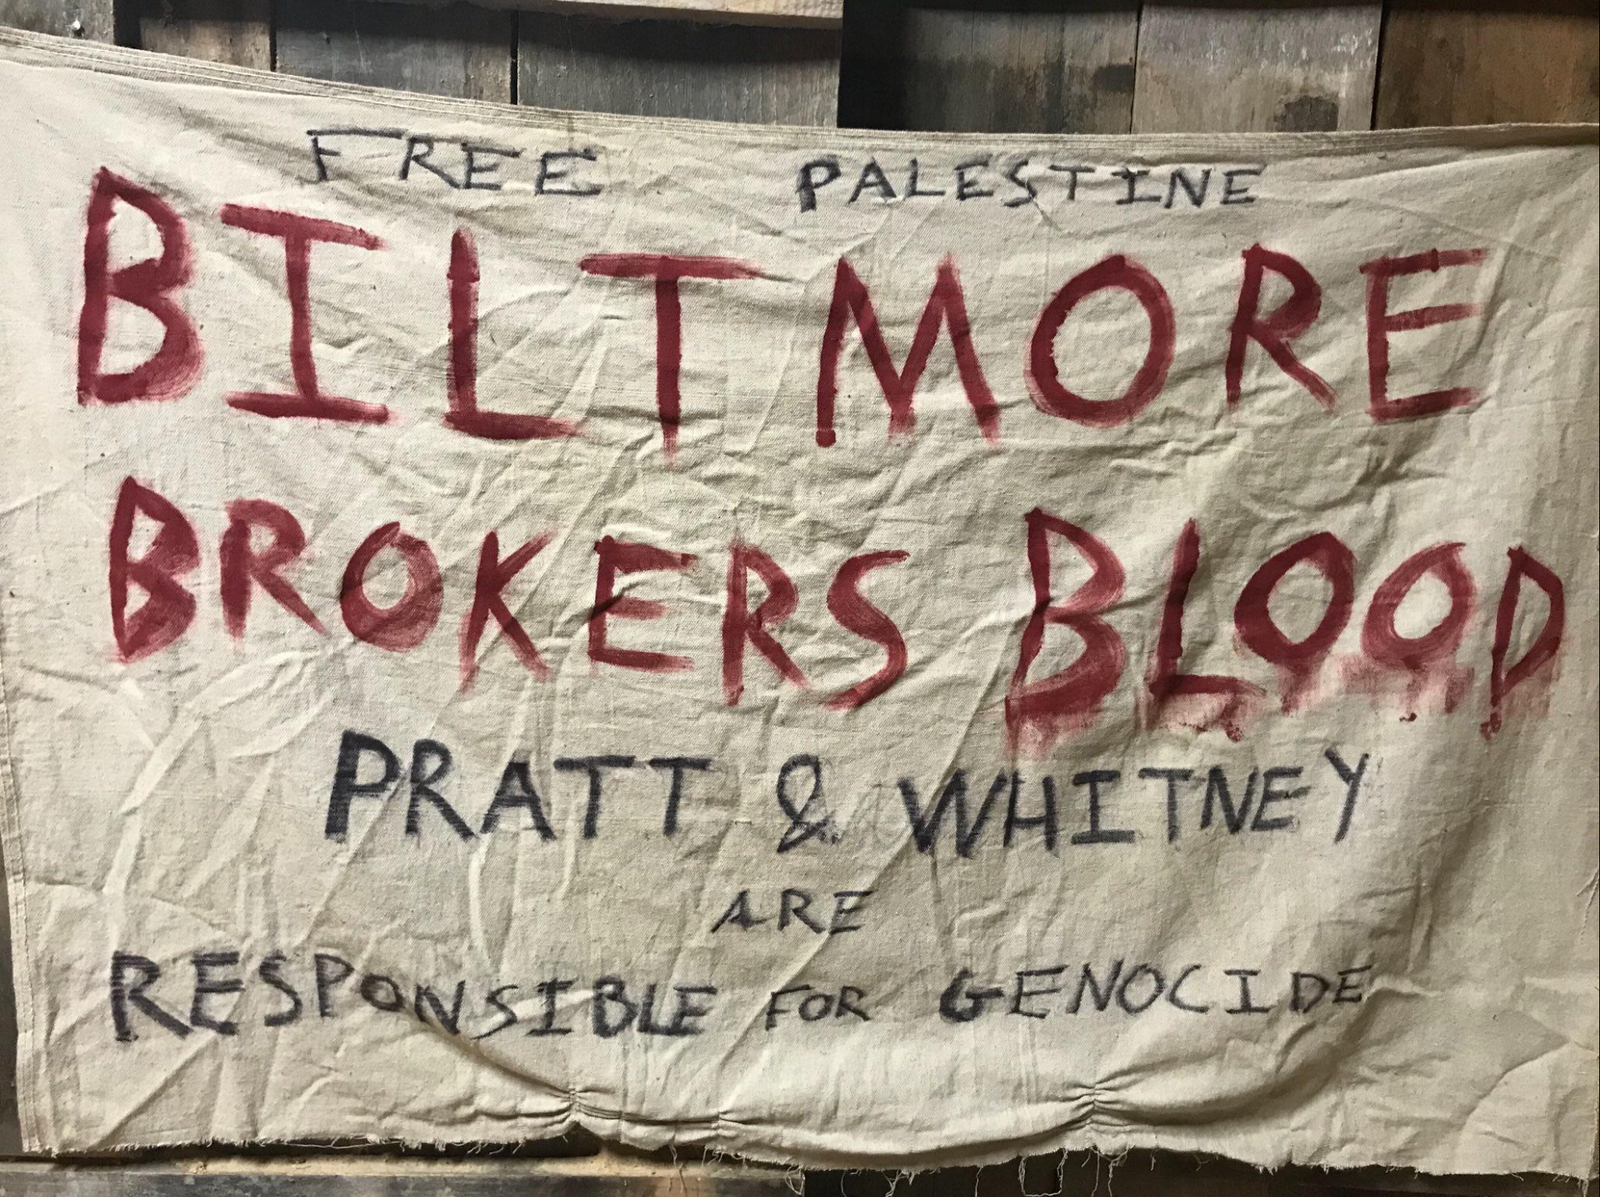 FREE PALESTINE
BILTMORE
BROKERS BLOOD
PRATT & WHITNEY
ARE
RESPONSIBLE FOR GENOCIDE